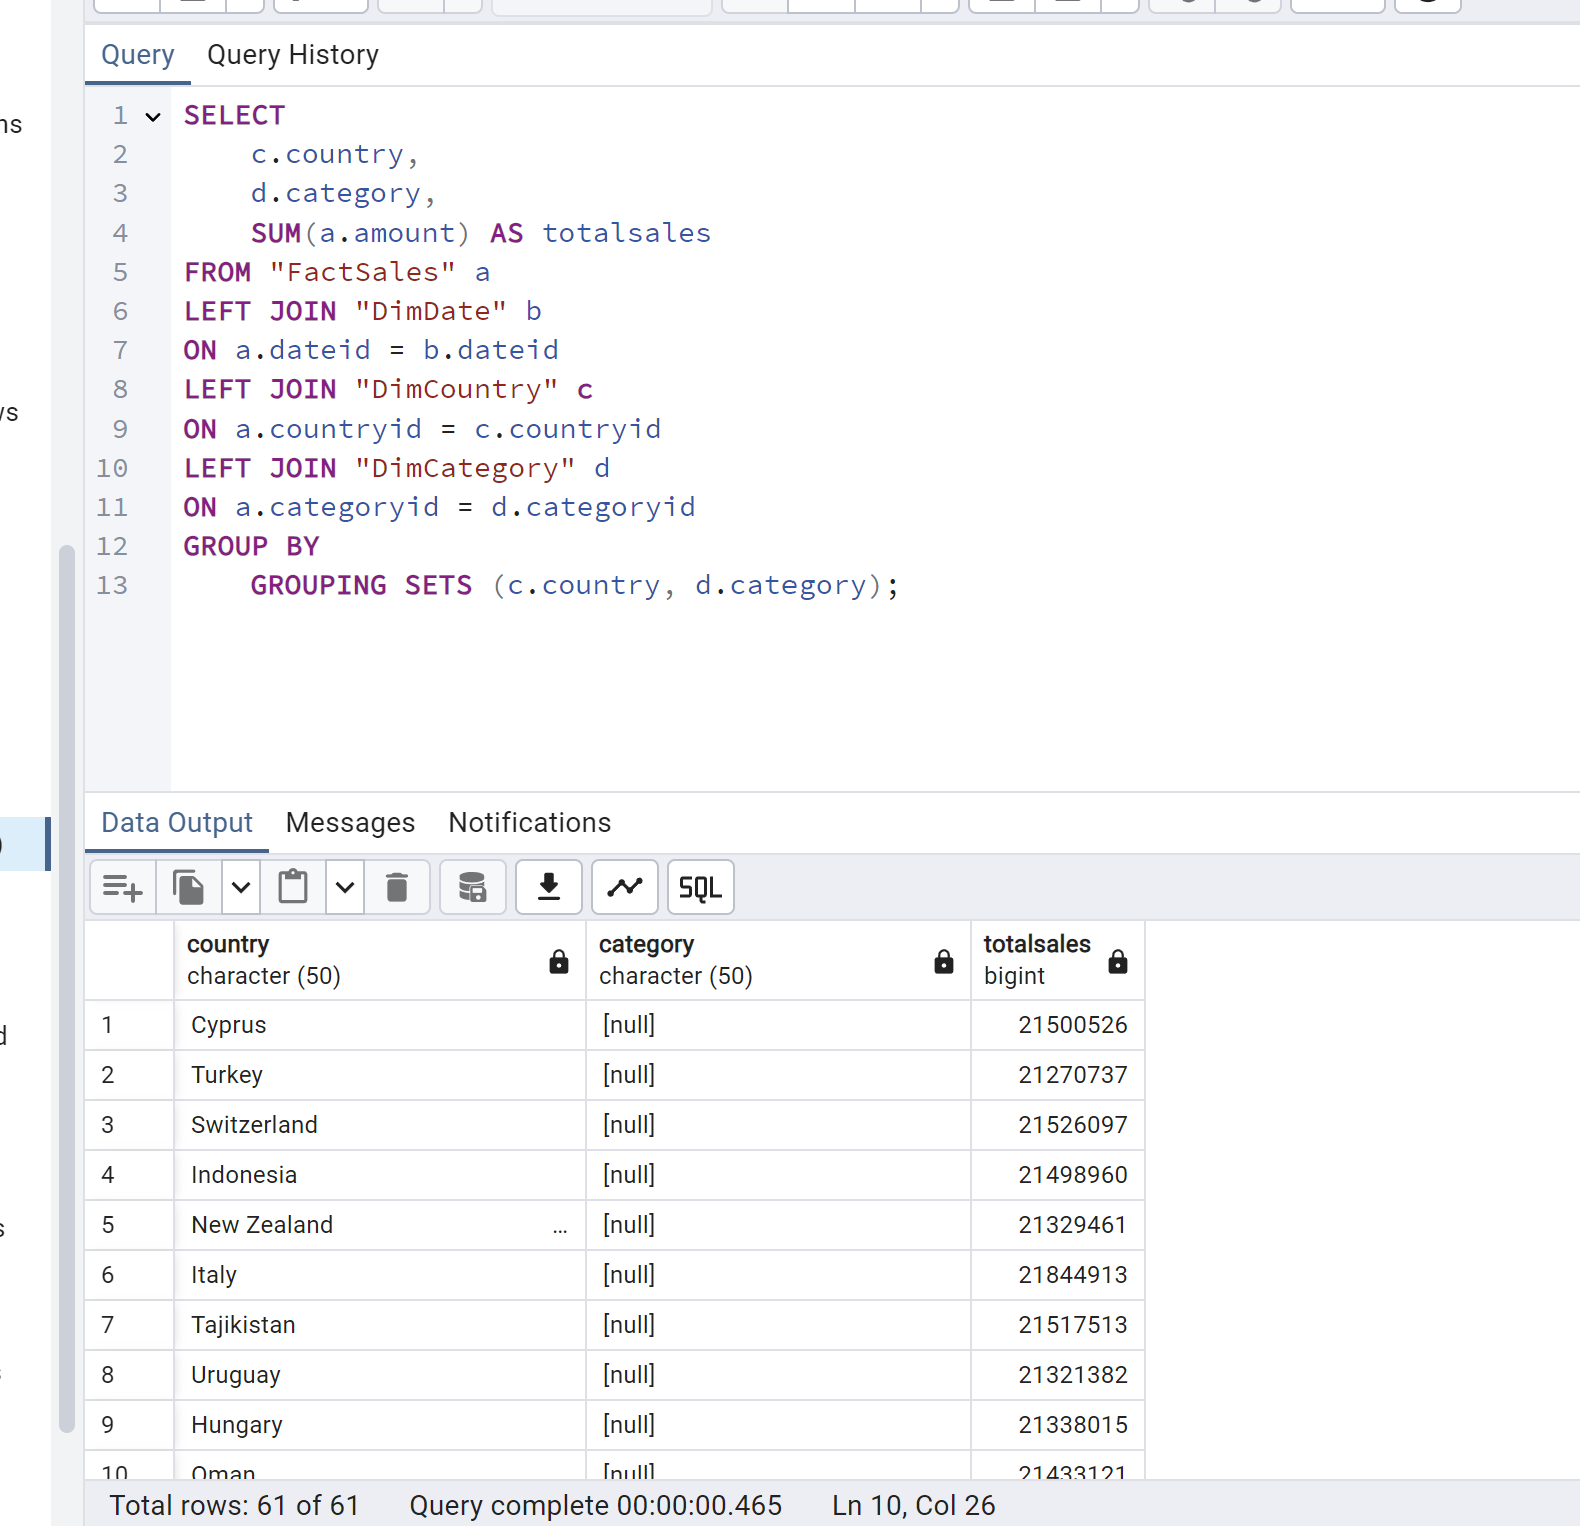 Query Query History
1 SELECT
2 c.country,
3 d.category,
4 SUM(a.amount) AS totalsales
5 FROM "FactSales" a
6 LEFT JOIN "DimDate" b
7 ON a.dateid = b.dateid
8 LEFT JOIN "DimCountry" c
9 ON a.countryid = c.countryid
10 LEFT JOIN "DimCategory" d
11 ON a.categoryid = d.categoryid
12 GROUP BY
13 GROUPING SETS (c.country, d.category);
Data Output Messages Notifications
SQL
country category totalsales
character (50) character (50) bigint
1 Cyprus [null] 21500526
2 Turkey [null] 21270737
3 Switzerland [null] 21526097
4 Indonesia [null] 21498960
5 New Zealand ... [null] 21329461
6 Italy [null] 21844913
7 Tajikistan [null] 21517513
8 Uruguay [null] 21321382
9 Hungary [null] 21338015
10 Oman [null] 21433121
Total rows: 61 of 61 Query complete 00:00:00.465 Ln 10, Col 26